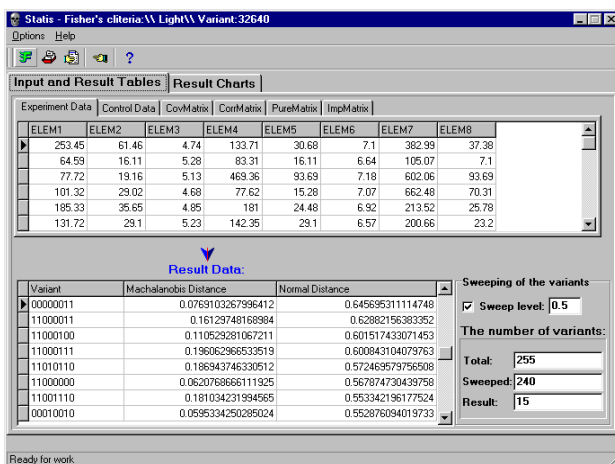 Statis - Fisher's cliteria:\\ Light\\ Variant:32640
Options Help
Input and Result Tables Result Charts
Experiment Data Control Data CovMatrix CorrMatrix PureMatrix ImpMatrix
ELEM1 ELEM2 ELEM3 ELEM4 ELEM5 ELEM6 ELEM7 ELEM8
253.45 61.46 4.74 133.71 30.68 7.1 382.99 37.38
64.59 16.11 5.28 83.31 16.11 6.64 105.07 7.1
77.72 19.16 5.13 469.36 93.69 7.18 602.06 93.69
101.32 29.02 4.68 77.62 15.28 7.07 662.48 70.31
185.33 35.65 4.85 181 24.48 6.92 213.52 25.78
131.72 29.1 5.23 142.35 29.1 6.57 200.66 23.2
Result Data:
Variant Machalanobis Distance Normal Distance
00000011 0.0769103267996412 0.645695311114748
11000011 0.16129748168984 0.62882156383352
11000100 0.110529281067211 0.601517433071453
11000111 0.196062966533519 0.600843104079763
11010110 0.186943746330512 0.572469579756508
11000000 0.0620768666111925 0.567874730439758
11001110 0.181034231994565 0.553342196177524
00010010 0.0595334250285024 0.552876094019733
Sweeping of the variants
Sweep level: 0.5
The number of variants:
Total: 255
Sweeped: 240
Result: 15
Ready for work